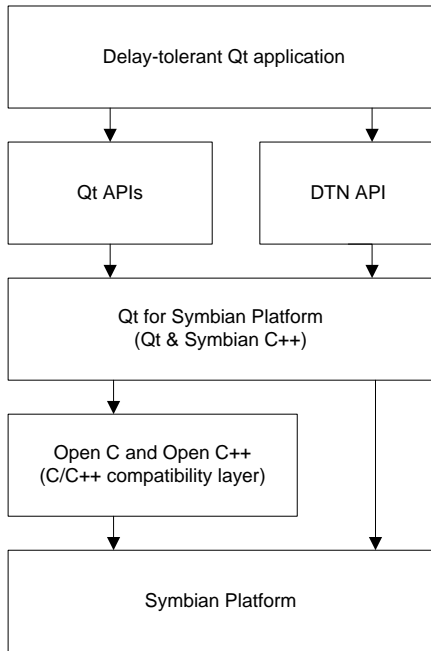 Delay-tolerant Qt application
Qt APIs
DTN API
Qt for Symbian Platform
(Qt & Symbian C++)
Open C and Open C++
(C/C++ compatibility layer)
Symbian Platform